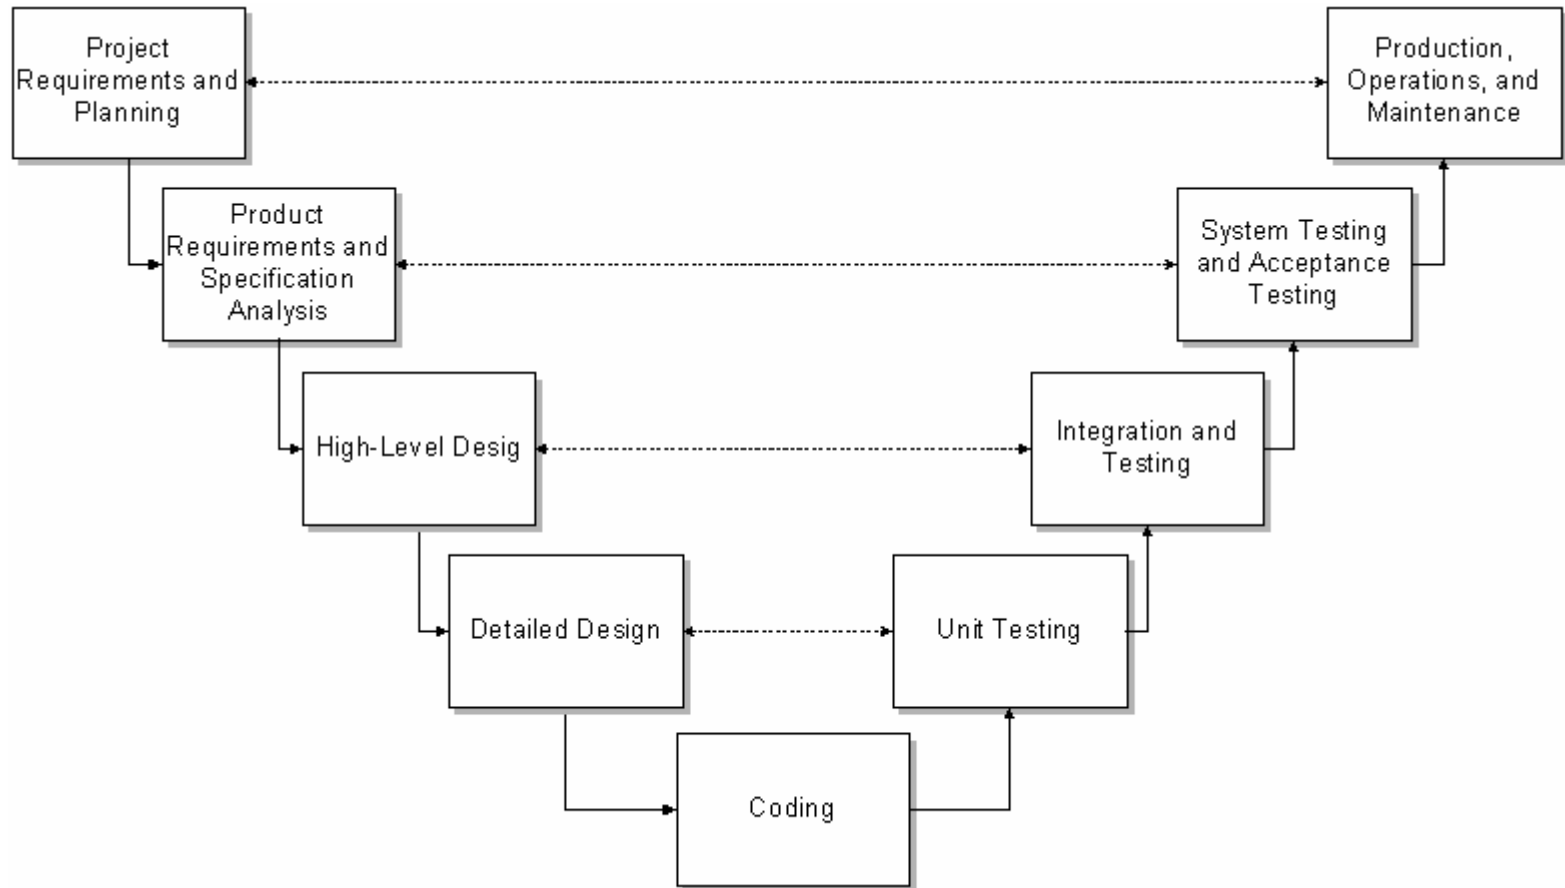 Project
Requirements and
Planning
Production,
Operations, and
Maintenance
Product
Requirements and
Specification
Analysis
System Testing
and Acceptance
Testing
High-Level Desig
Integration and
Testing
Detailed Design
Unit Testing
Coding